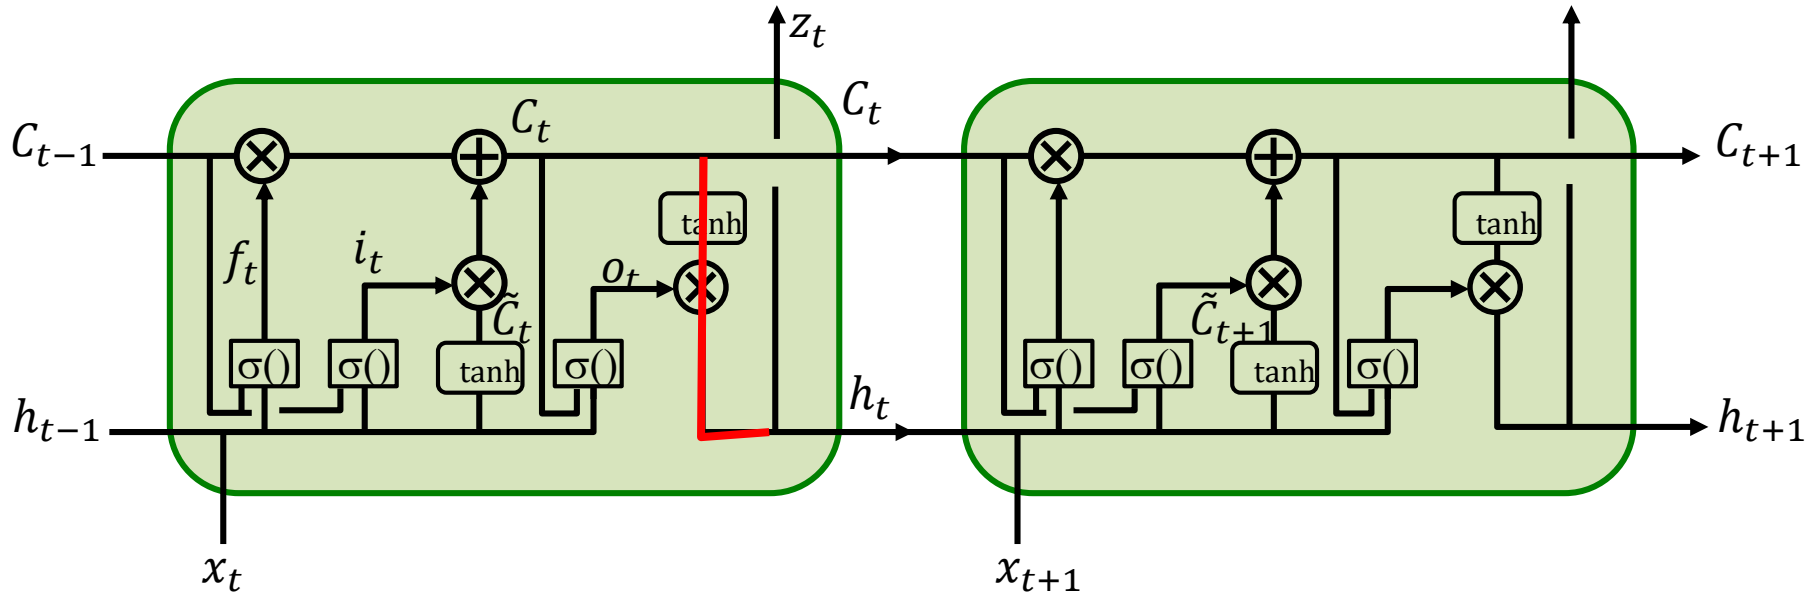 z_t
C_{t-1} C_t C_t C_{t+1}
tanh tanh
f_t i_t o_t
C̃_t C̃_{t+1}
σ() σ() tanh σ() σ() σ() tanh σ()
h_{t-1} h_t h_{t+1}
x_t x_{t+1}